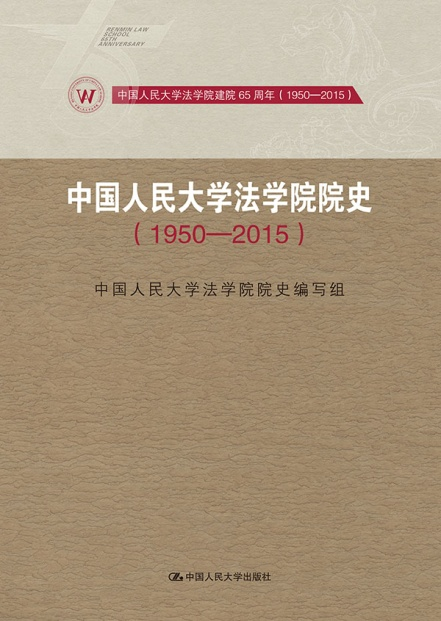 RENMIN LAW
SCHOOL
65TH
ANNIVERSARY
中国人民大学法学院建院 65 周年（1950—2015）
中国人民大学法学院院史
（1950—2015）
中国人民大学法学院院史编写组
中国人民大学出版社